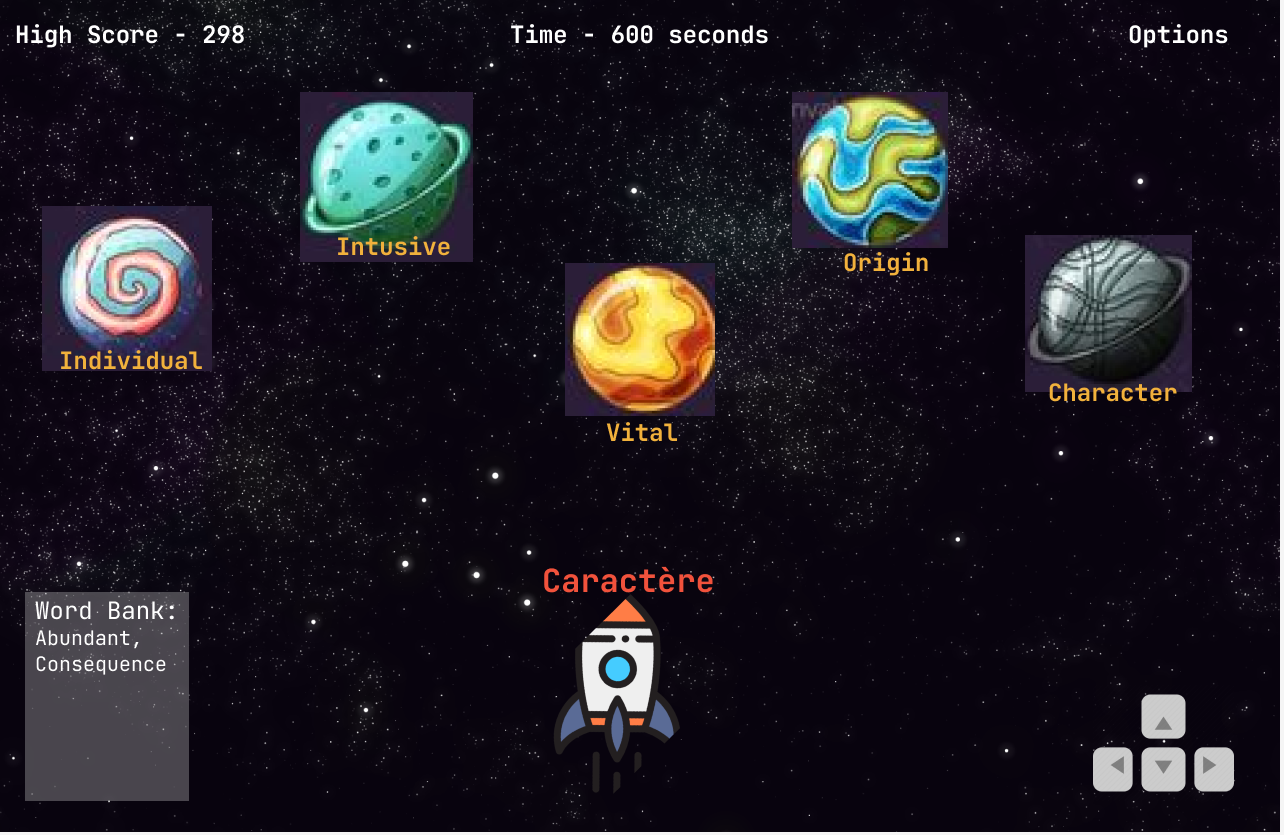 High Score - 298
Time - 600 seconds
Options
Intusive
Origin
Individual
Character
Vital
Caractère
Word Bank:
Abundant,
Consequence